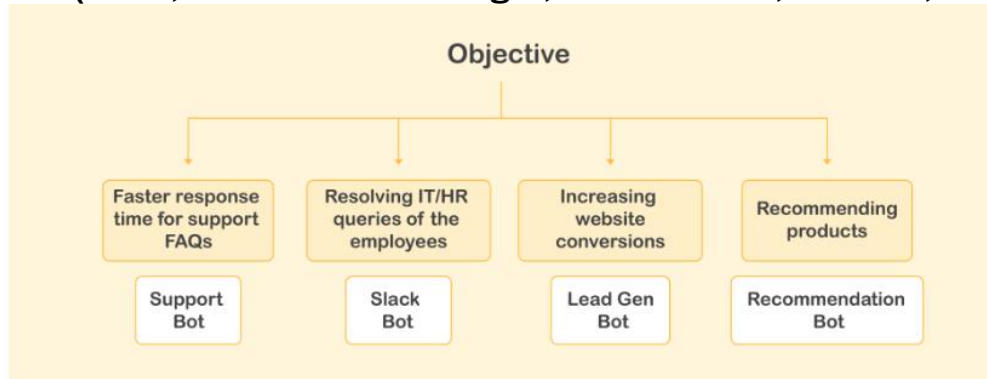 Objective
Faster response
time for support
FAQs
Resolving IT/HR
queries of the
employees
Increasing
website
conversions
Recommending
products
Support
Bot
Slack
Bot
Lead Gen
Bot
Recommendation
Bot